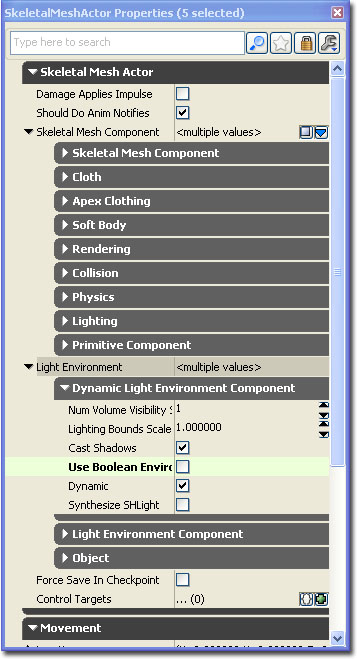 SkeletalMeshActor Properties (5 selected)
Type here to search
Skeletal Mesh Actor
Damage Applies Impulse
Should Do Anim Notifies
Skeletal Mesh Component <multiple values>
Skeletal Mesh Component
Cloth
Apex Clothing
Soft Body
Rendering
Collision
Physics
Lighting
Primitive Component
Light Environment <multiple values>
Dynamic Light Environment Component
Num Volume Visibility 1
Lighting Bounds Scale 1.000000
Cast Shadows
Use Boolean Enviro
Dynamic
Synthesize SHLight
Light Environment Component
Object
Force Save In Checkpoint
Control Targets ... (0)
Movement